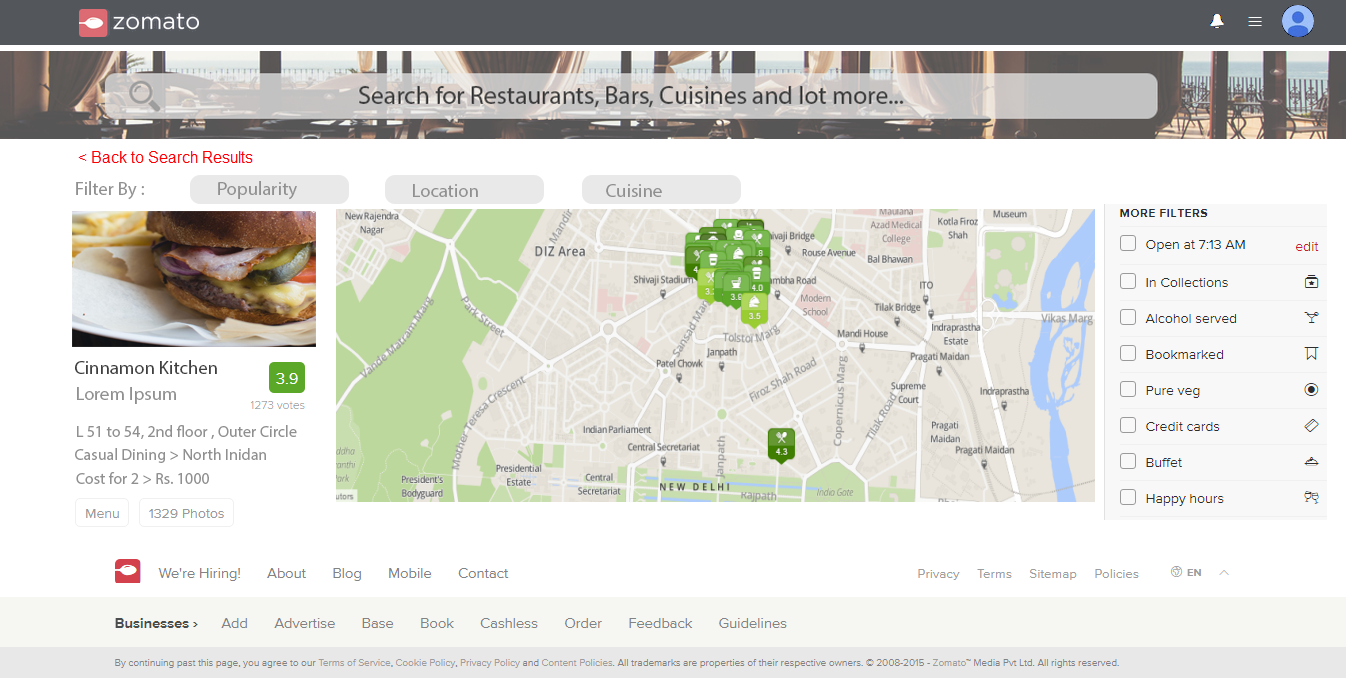 zomato
Search for Restaurants, Bars, Cuisines and lot more...
< Back to Search Results
Filter By :
Popularity
Location
Cuisine
Cinnamon Kitchen
3.9
Lorem Ipsum
1273 votes
L 51 to 54, 2nd floor , Outer Circle
Casual Dining > North Inidan
Cost for 2 > Rs. 1000
Menu
1329 Photos
New Rajendra
Nagar
Mandir
DIZ Area
Shivaji Stadium
Rouse Avenue
Maulana
Azad Medical
College
Kotla Firoz
Shah
Museum
Bal Bhawan
4.0
3.9
3.5
Modern
School
ITO
Tilak Bridge
Indraprastha
Estate
Vikas Marg
Park Street
Vande Mataram Marg
Sansad Marg
Tolstoi Marg
Janpath
Mandi House
Pragati Maidan
Patel Chowk
Firoz Shah Road
Mother Teresa Crescent
Copernicus Marg
Tilak Road
Supreme
Court
Indraprastha
Indian Parliament
4.3
Central Secretariat
Janpath
Pragati
Maidan
Pragati Maidan
Presidential
Estate
President's
Bodyguard
Central
Secretariat
NEW DELHI
Rajpath
India Gate
MORE FILTERS
Open at 7:13 AM
edit
In Collections
Alcohol served
Bookmarked
Pure veg
Credit cards
Buffet
Happy hours
We're Hiring!
About
Blog
Mobile
Contact
Privacy
Terms
Sitemap
Policies
EN
Businesses ›
Add
Advertise
Base
Book
Cashless
Order
Feedback
Guidelines
By continuing past this page, you agree to our Terms of Service, Cookie Policy, Privacy Policy and Content Policies. All trademarks are properties of their respective owners. © 2008-2015 - Zomato™ Media Pvt Ltd. All rights reserved.